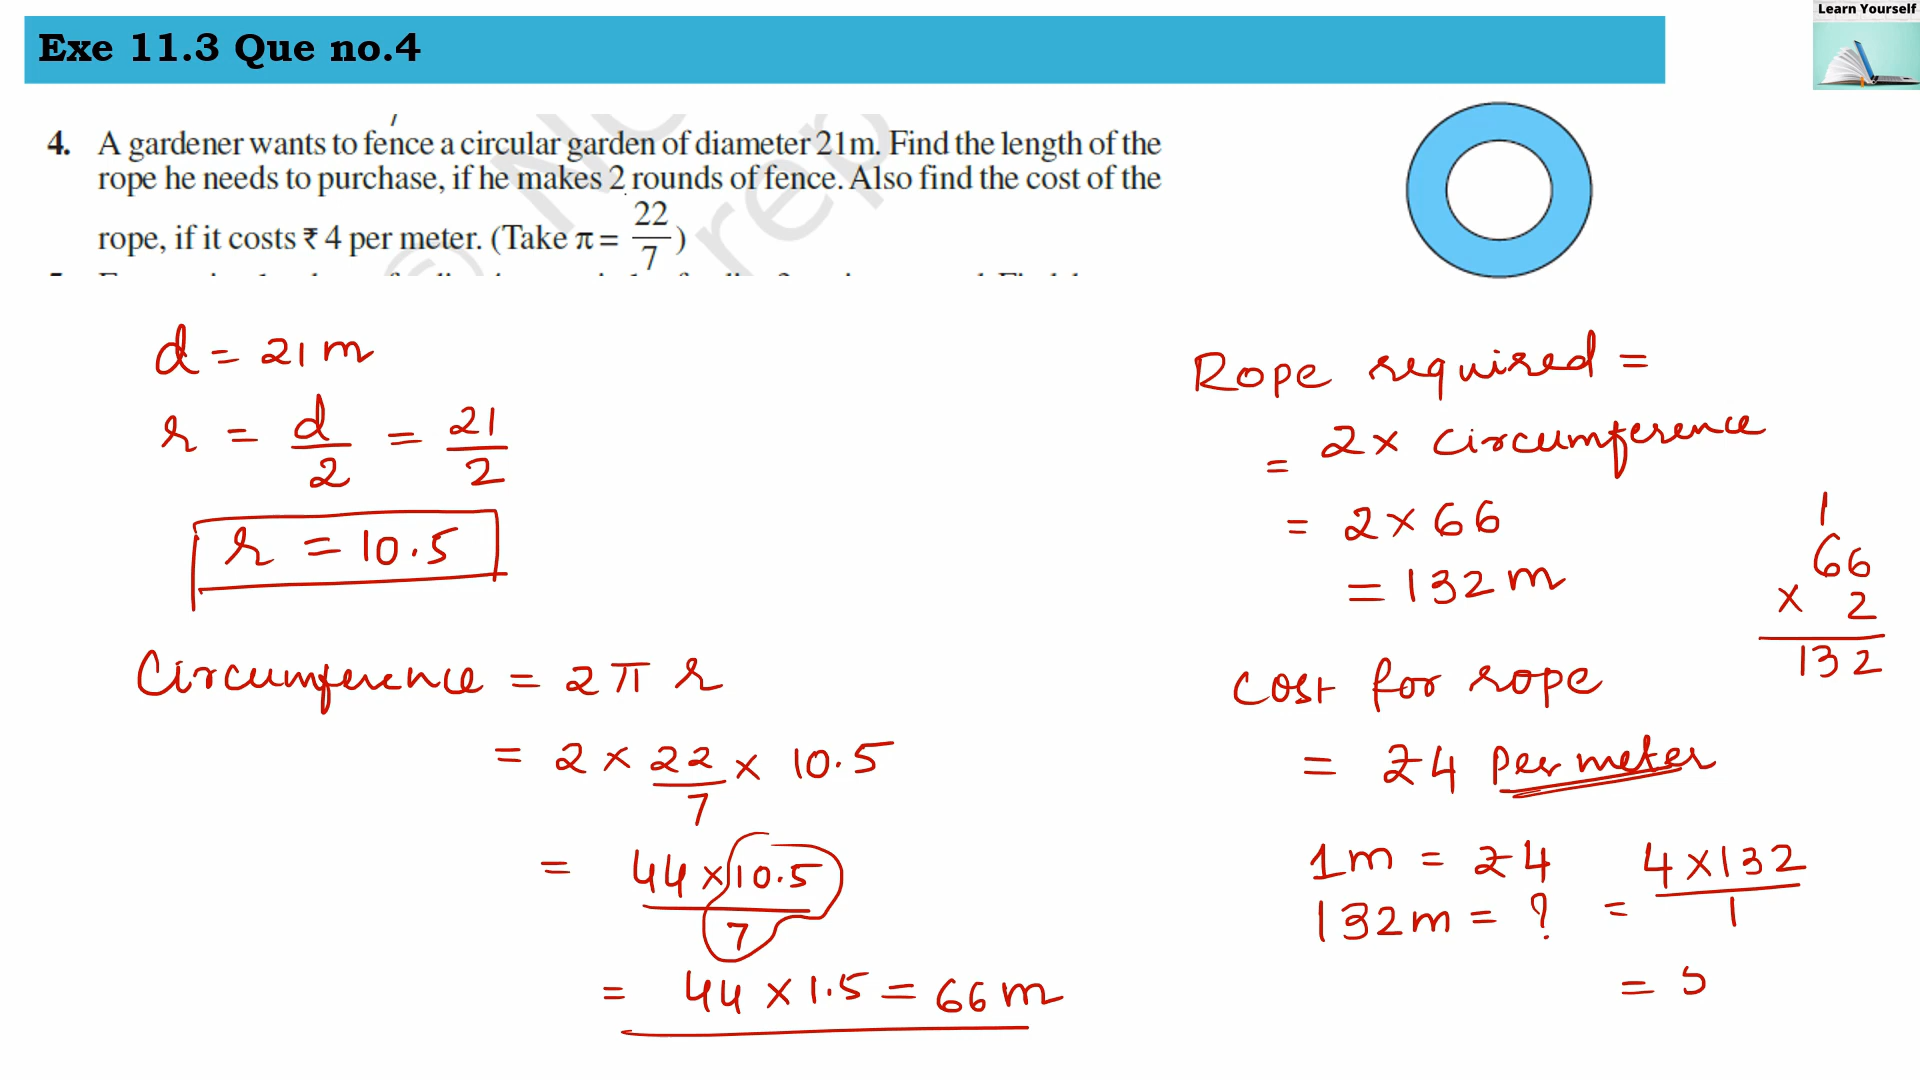 Learn Yourself
Exe 11.3 Que no.4
4. A gardener wants to fence a circular garden of diameter 21m. Find the length of the
rope he needs to purchase, if he makes 2 rounds of fence. Also find the cost of the
rope, if it costs ₹ 4 per meter. (Take π = 22/7)
d = 21 m
r = d/2 = 21/2
r = 10.5
Circumference = 2 π r
= 2 × 22/7 × 10.5
= 44 × 10.5 / 7
= 44 × 1.5 = 66 m
Rope required =
= 2 × Circumference
= 2 × 66
= 132 m
1
66
× 2
132
Cost for rope
= ₹ 4 per meter
1m = ₹ 4
132m = ? = 4 × 132 / 1
= 5